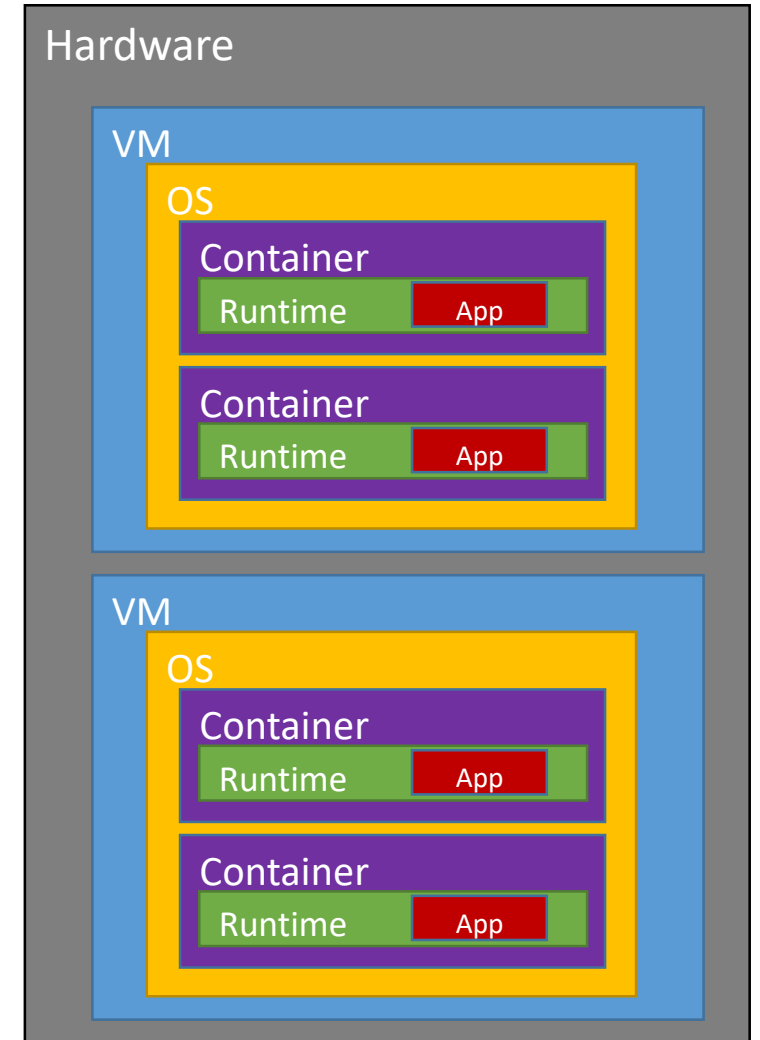 Hardware
VM
OS
Container
Runtime App
Container
Runtime App
VM
OS
Container
Runtime App
Container
Runtime App